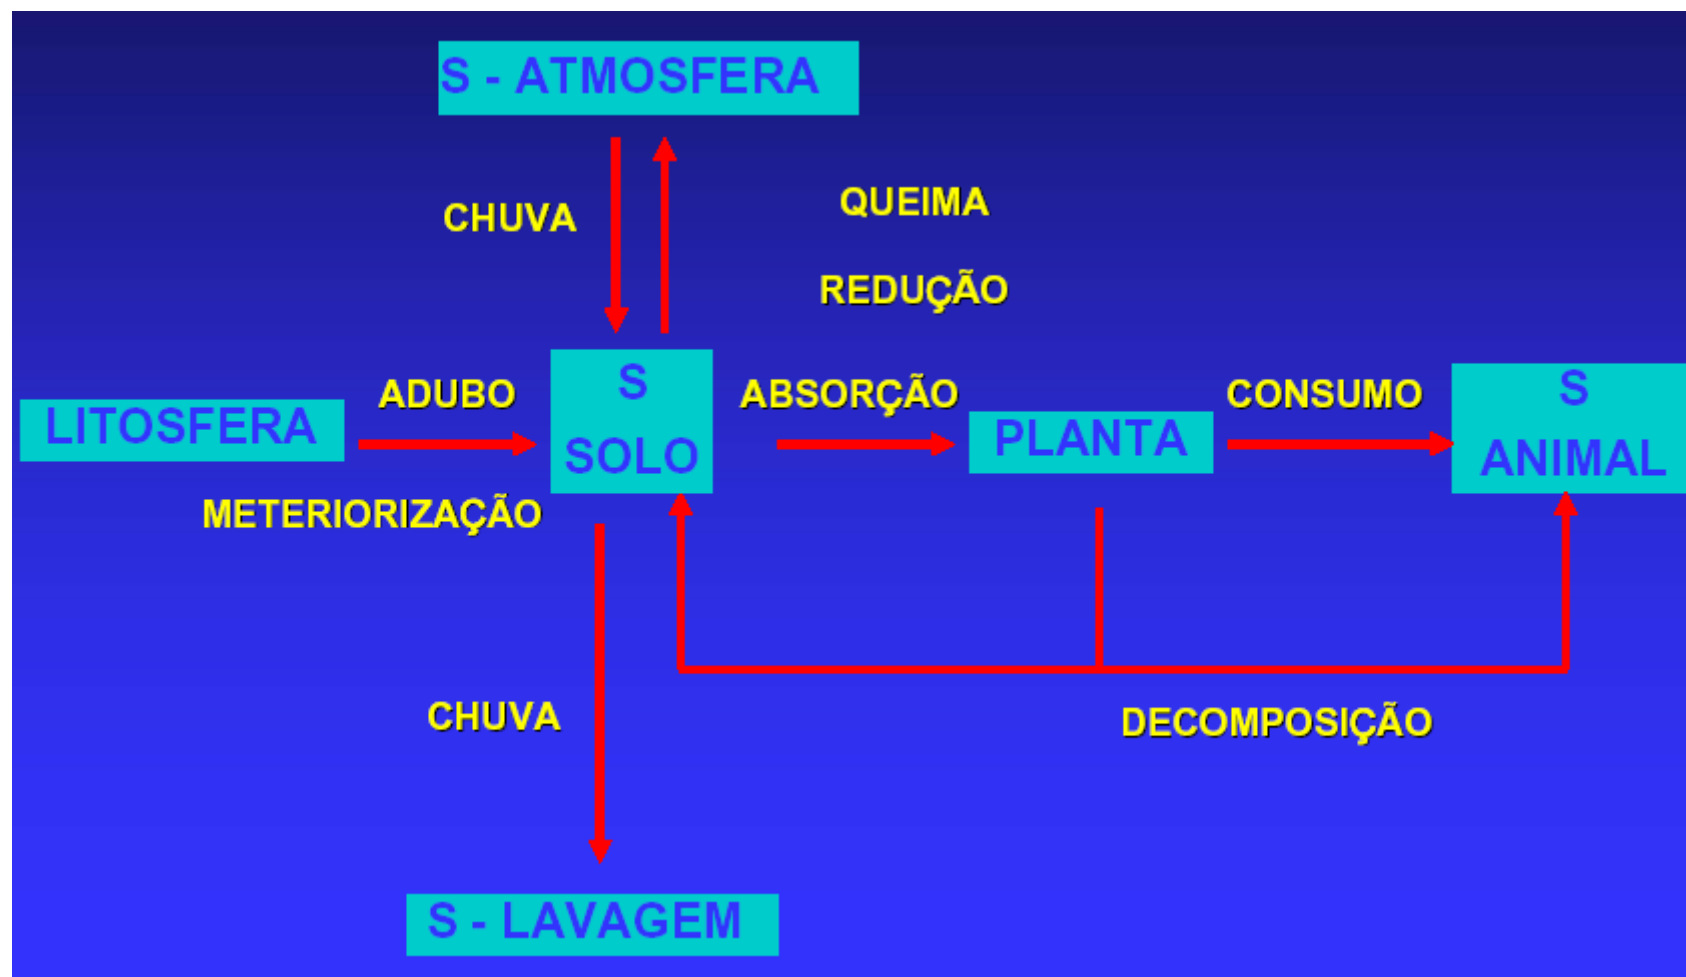 S - ATMOSFERA
CHUVA
QUEIMA
REDUÇÃO
LITOSFERA
ADUBO
METERIORIZAÇÃO
S
SOLO
ABSORÇÃO
PLANTA
CONSUMO
S
ANIMAL
CHUVA
DECOMPOSIÇÃO
S - LAVAGEM